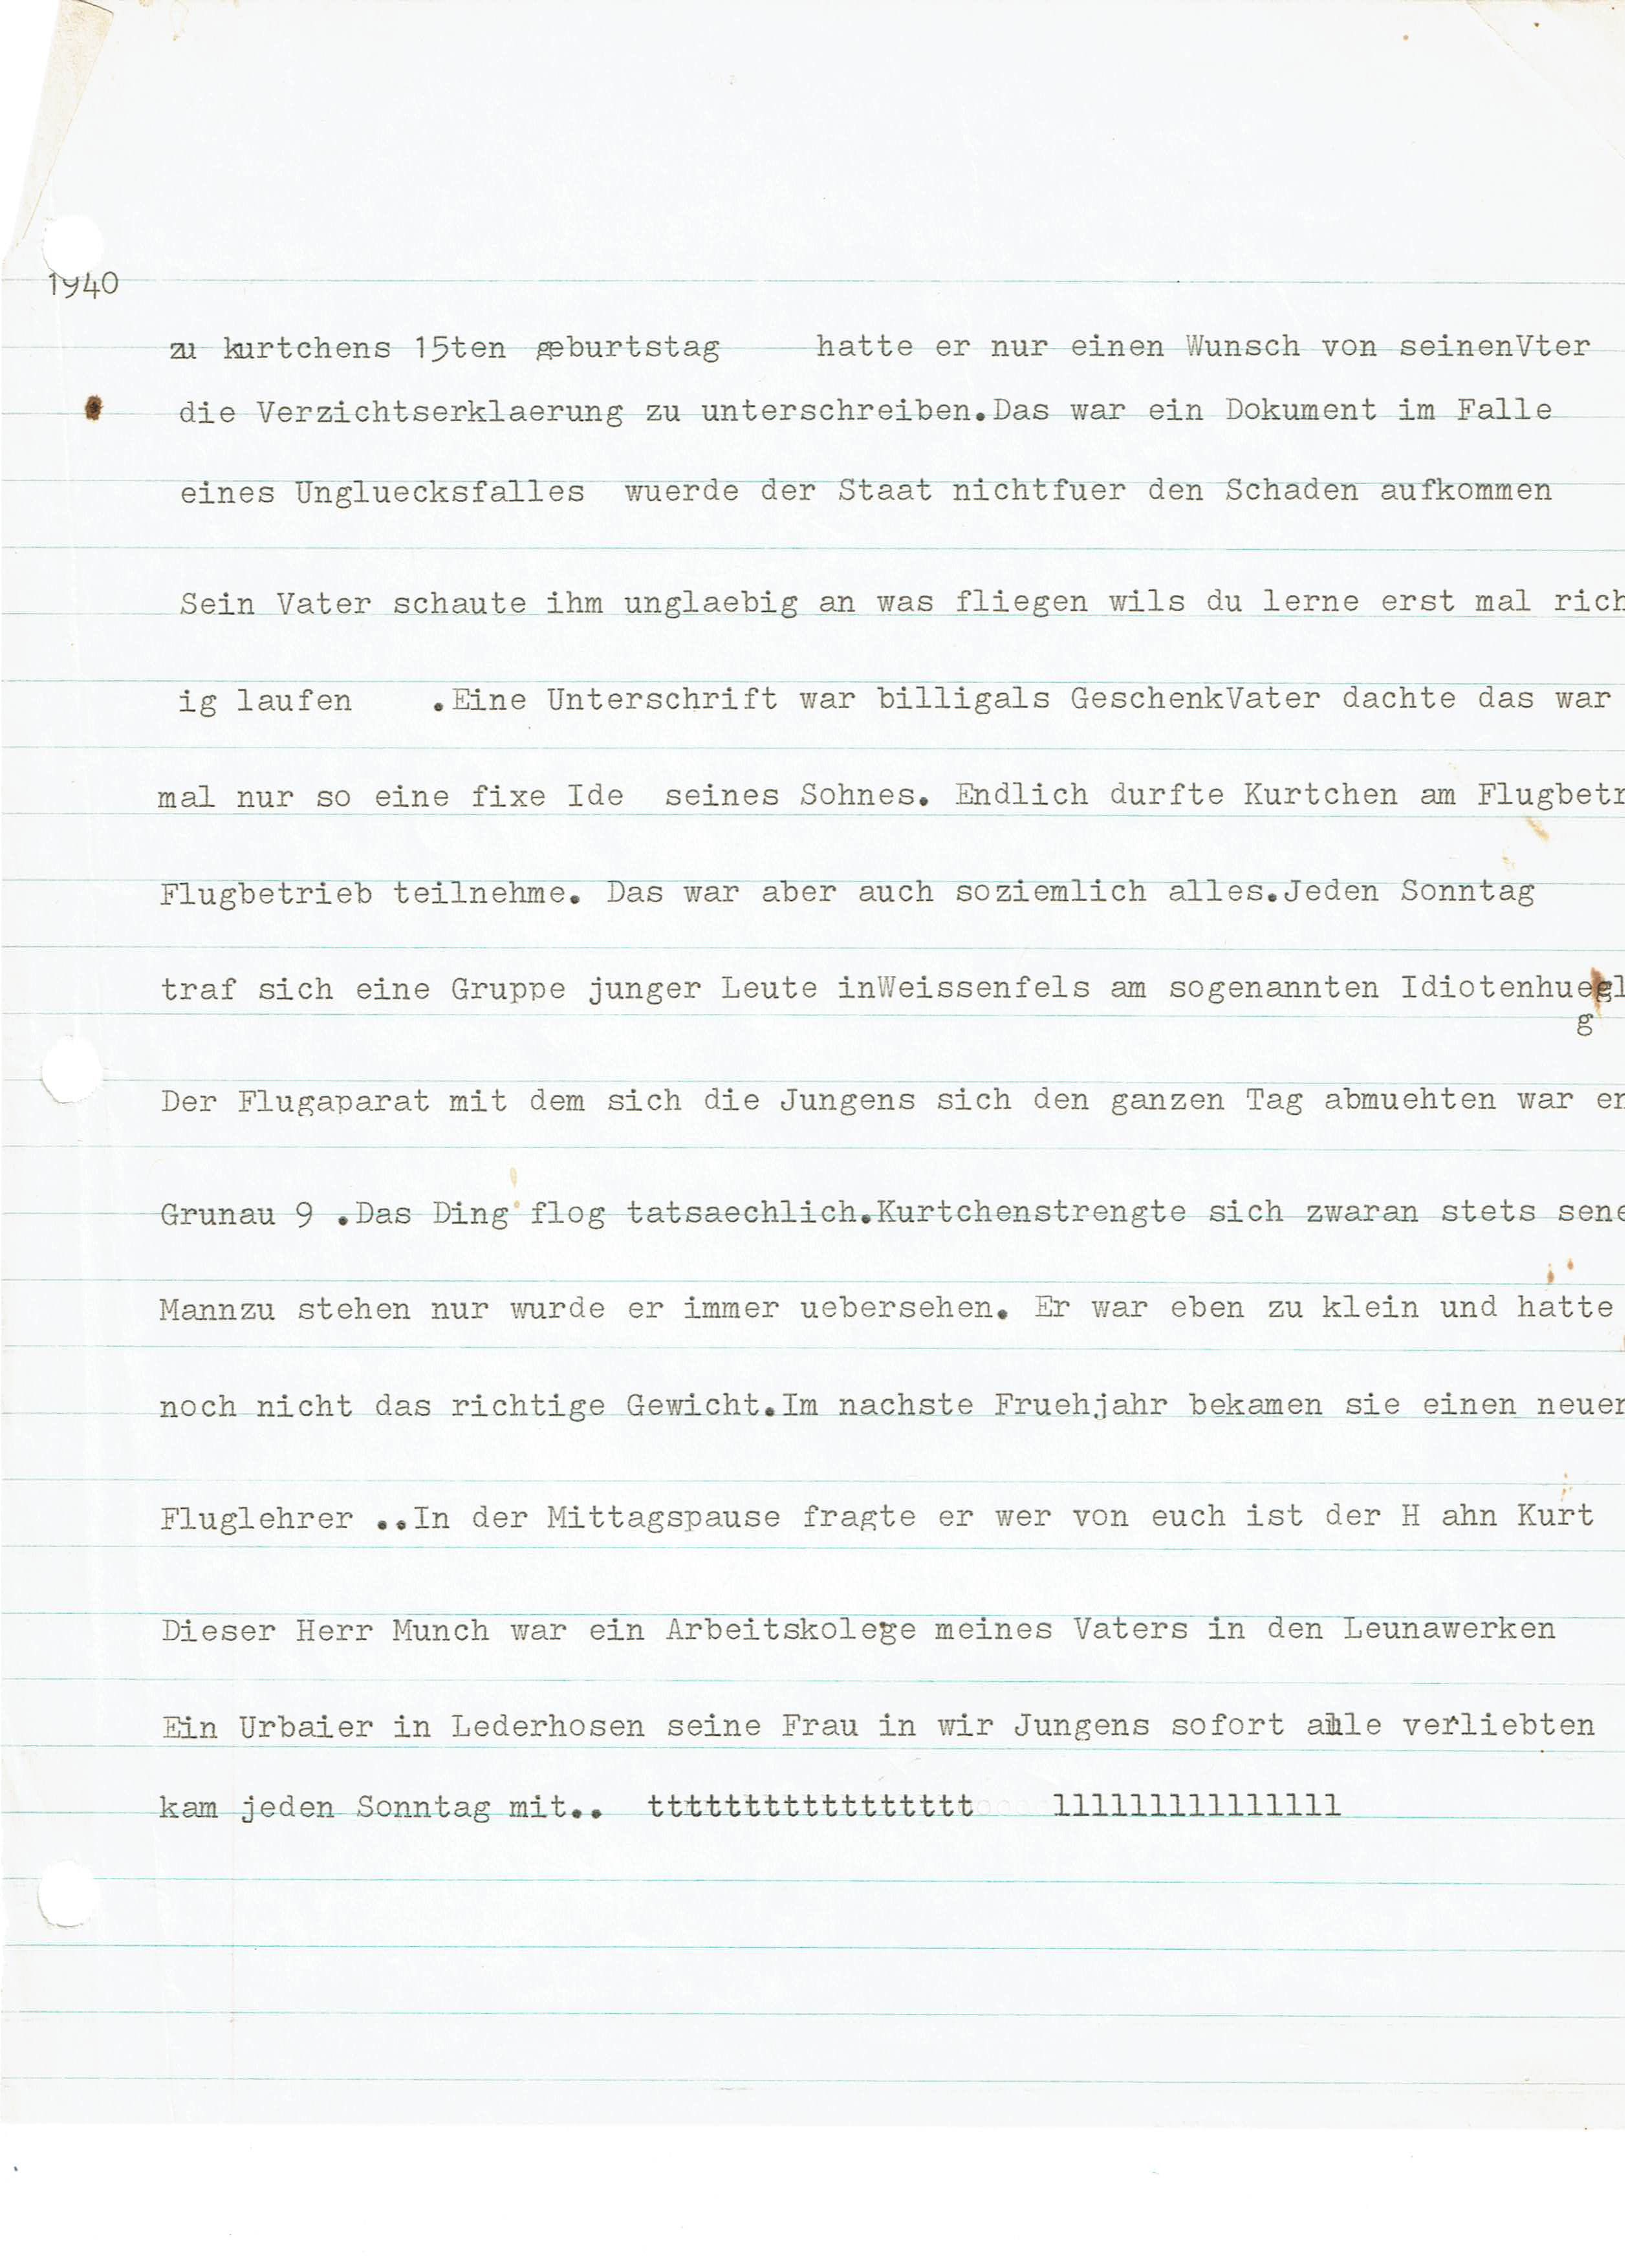 1940
zu kurtchens 15ten geburtstag hatte er nur einen Wunsch von seinenVter
die Verzichtserklaerung zu unterschreiben.Das war ein Dokument im Falle
eines Ungluecksfalles wuerde der Staat nichtfuer den Schaden aufkommen
Sein Vater schaute ihm unglaebig an was fliegen wils du lerne erst mal rich
ig laufen .Eine Unterschrift war billigals GeschenkVater dachte das war
mal nur so eine fixe Ide seines Sohnes. Endlich durfte Kurtchen am Flugbetr
Flugbetrieb teilnehme. Das war aber auch soziemlich alles.Jeden Sonntag
traf sich eine Gruppe junger Leute inWeissenfels am sogenannten Idiotenhuegl
g
Der Flugaparat mit dem sich die Jungens sich den ganzen Tag abmuehten war er
Grunau 9 .Das Ding flog tatsaechlich.Kurtchenstrengte sich zwaran stets sene
Mannzu stehen nur wurde er immer uebersehen. Er war eben zu klein und hatte
noch nicht das richtige Gewicht.Im nachste Fruehjahr bekamen sie einen neuen
Fluglehrer ..In der Mittagspause fragte er wer von euch ist der H ahn Kurt
Dieser Herr Munch war ein Arbeitskolege meines Vaters in den Leunawerken
Ein Urbaier in Lederhosen seine Frau in wir Jungens sofort alle verliebten
kam jeden Sonntag mit.. ttttttttttttttttt lllllllllllllll